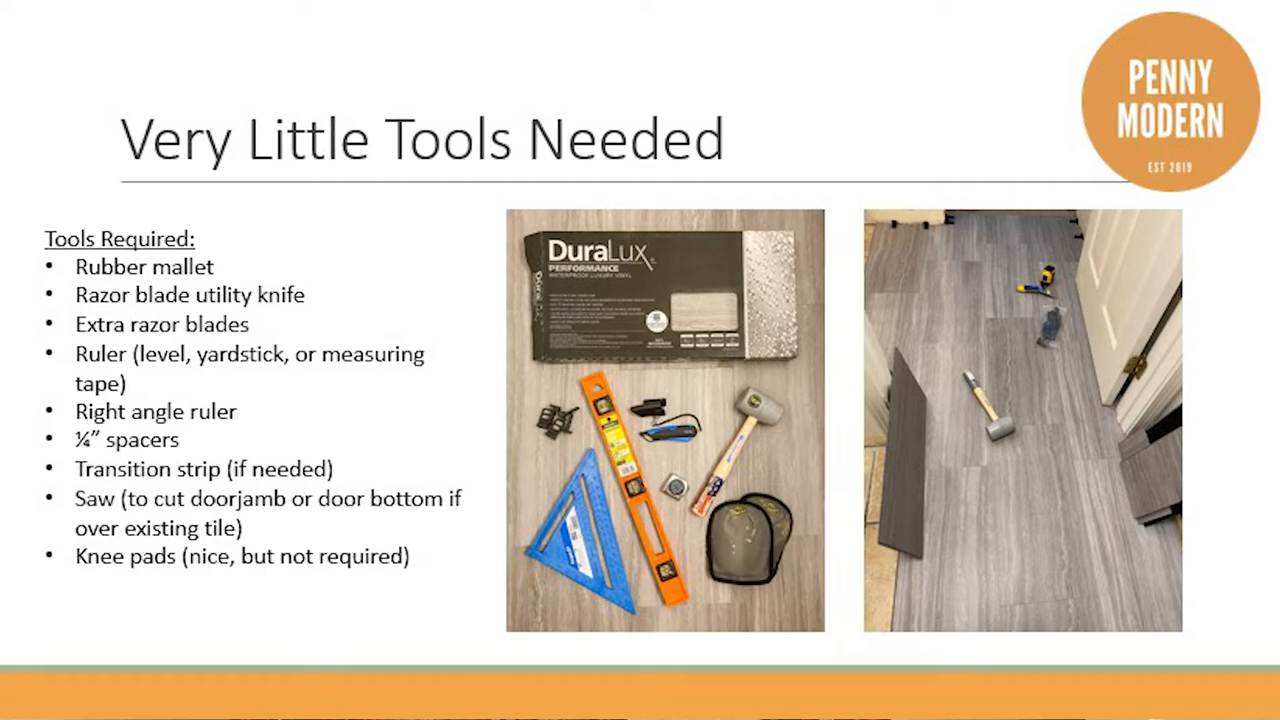 PENNY
MODERN
EST 2019
Very Little Tools Needed
Tools Required:
• Rubber mallet
• Razor blade utility knife
• Extra razor blades
• Ruler (level, yardstick, or measuring
tape)
• Right angle ruler
• ¼” spacers
• Transition strip (if needed)
• Saw (to cut doorjamb or door bottom if
over existing tile)
• Knee pads (nice, but not required)
DuraLux
PERFORMANCE
WATERPROOF LUXURY VINYL